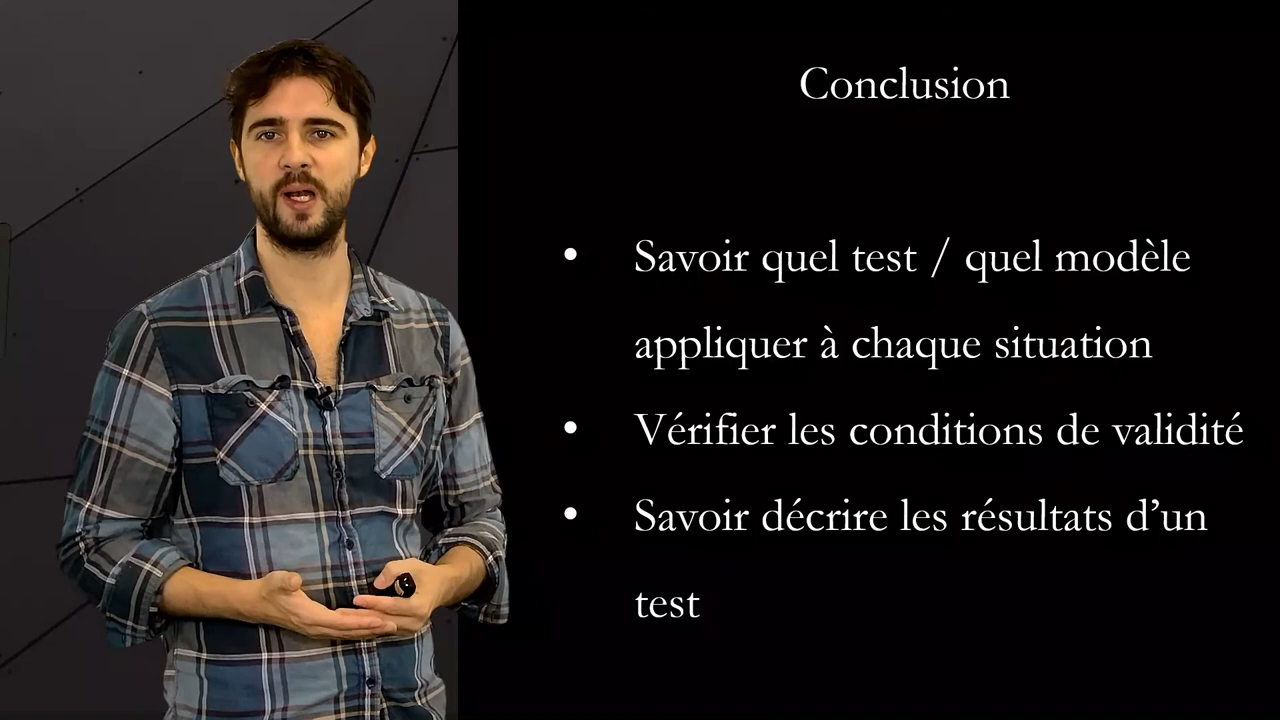 Conclusion
• Savoir quel test / quel modèle
appliquer à chaque situation
• Vérifier les conditions de validité
• Savoir décrire les résultats d’un
test